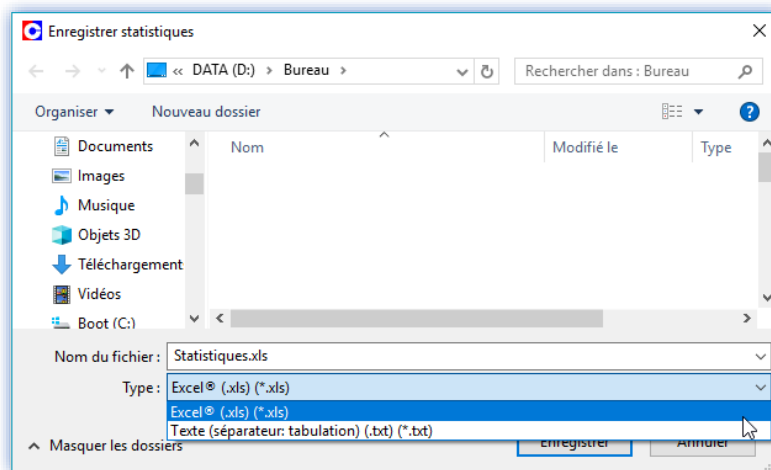 Enregistrer statistiques
« DATA (D:) > Bureau >
Rechercher dans : Bureau
Organiser
Nouveau dossier
?
Documents
Images
Musique
Objets 3D
Téléchargement
Vidéos
Boot (C:)
Nom
Modifié le
Type
Nom du fichier :
Statistiques.xls
Type :
Excel® (.xls) (*.xls)
Excel® (.xls) (*.xls)
Texte (séparateur: tabulation) (.txt) (*.txt)
Masquer les dossiers
Enregistrer
Annuler